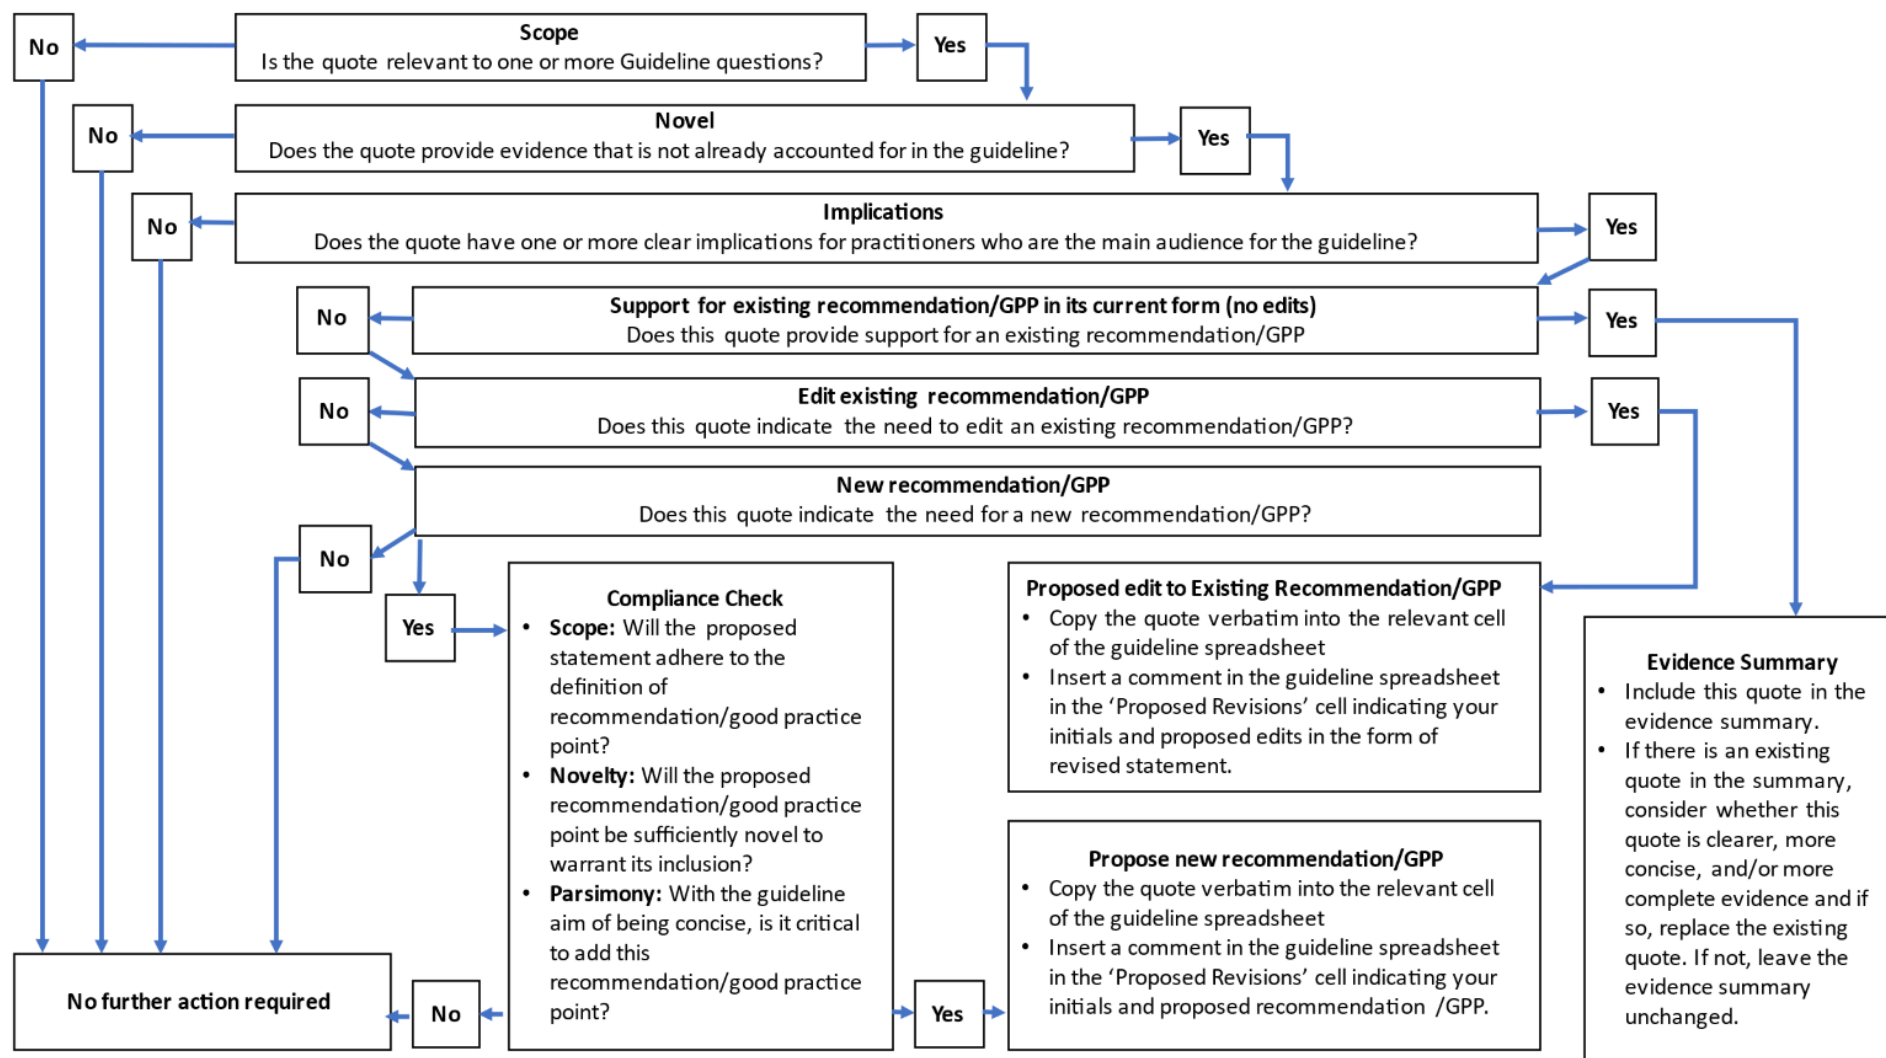 No
Scope
Is the quote relevant to one or more Guideline questions?
Yes
No
Novel
Does the quote provide evidence that is not already accounted for in the guideline?
Yes
No
Implications
Does the quote have one or more clear implications for practitioners who are the main audience for the guideline?
Yes
No
Support for existing recommendation/GPP in its current form (no edits)
Does this quote provide support for an existing recommendation/GPP
Yes
No
Edit existing recommendation/GPP
Does this quote indicate the need to edit an existing recommendation/GPP?
Yes
New recommendation/GPP
Does this quote indicate the need for a new recommendation/GPP?
No
Yes
Compliance Check
• Scope: Will the proposed
statement adhere to the
definition of
recommendation/good practice
point?
• Novelty: Will the proposed
recommendation/good practice
point be sufficiently novel to
warrant its inclusion?
• Parsimony: With the guideline
aim of being concise, is it critical
to add this
recommendation/good practice
point?
Proposed edit to Existing Recommendation/GPP
• Copy the quote verbatim into the relevant cell
of the guideline spreadsheet
• Insert a comment in the guideline spreadsheet
in the ‘Proposed Revisions’ cell indicating your
initials and proposed edits in the form of
revised statement.
Evidence Summary
• Include this quote in the
evidence summary.
• If there is an existing
quote in the summary,
consider whether this
quote is clearer, more
concise, and/or more
complete evidence and if
so, replace the existing
quote. If not, leave the
evidence summary
unchanged.
Propose new recommendation/GPP
• Copy the quote verbatim into the relevant cell
of the guideline spreadsheet
• Insert a comment in the guideline spreadsheet
in the ‘Proposed Revisions’ cell indicating your
initials and proposed recommendation /GPP.
No further action required
No
Yes